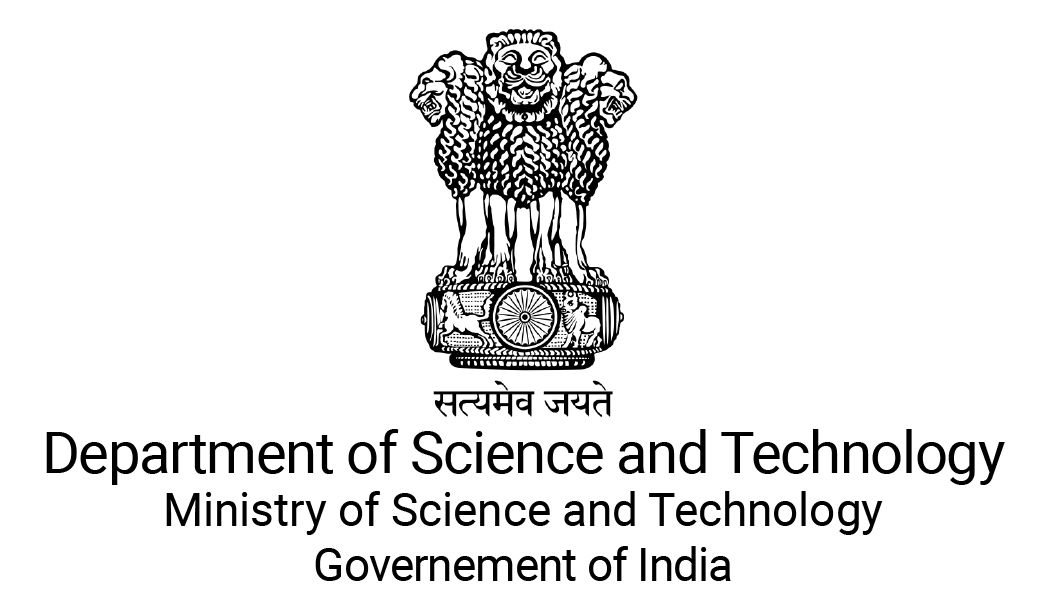 सत्यमेव जयते
Department of Science and Technology
Ministry of Science and Technology
Governement of India